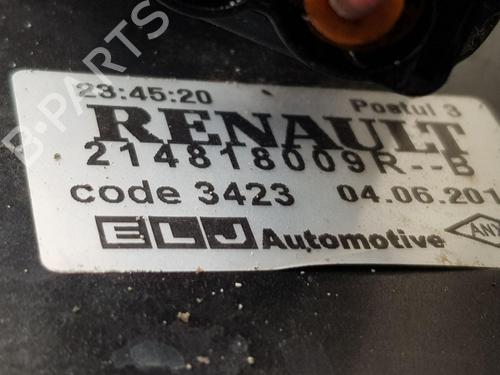 23:45:20 Postul 3
RENAULT
214818009R--B
code 3423 04.06.201
ELJ Automotive
B-PARTS